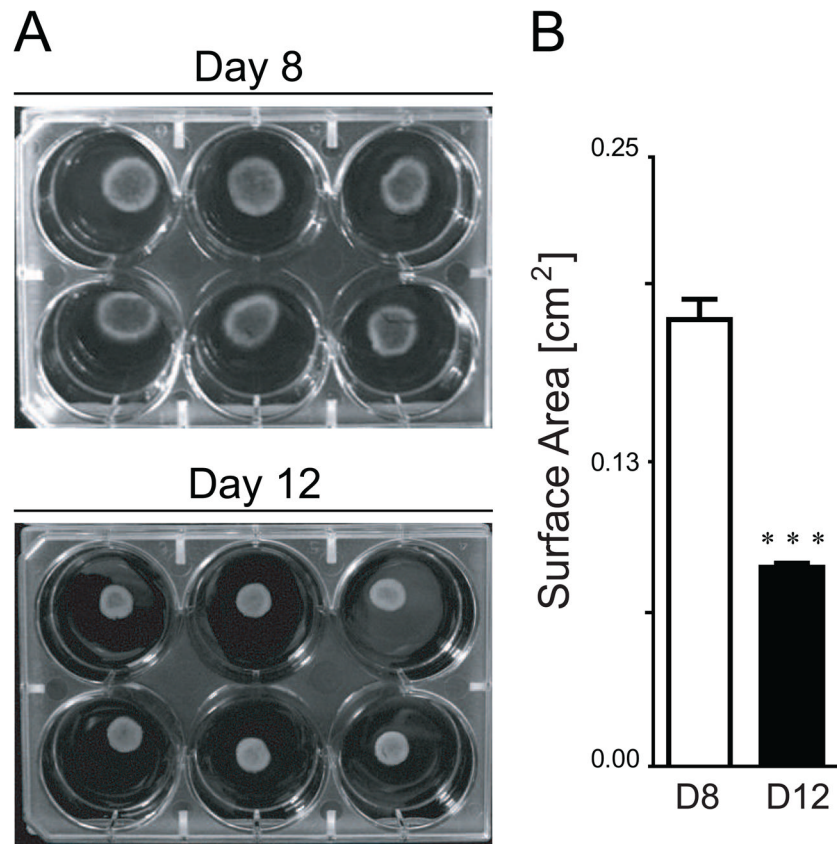 A
Day 8
Day 12
B
Surface Area [cm²]
0.25
0.13
0.00
* * *
D8
D12